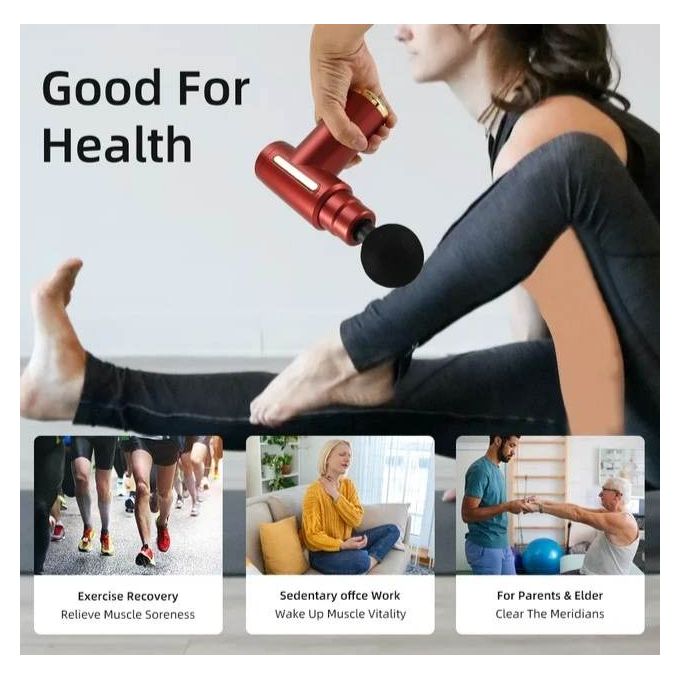 Good For
Health
Exercise Recovery
Relieve Muscle Soreness
Sedentary offce Work
Wake Up Muscle Vitality
For Parents & Elder
Clear The Meridians